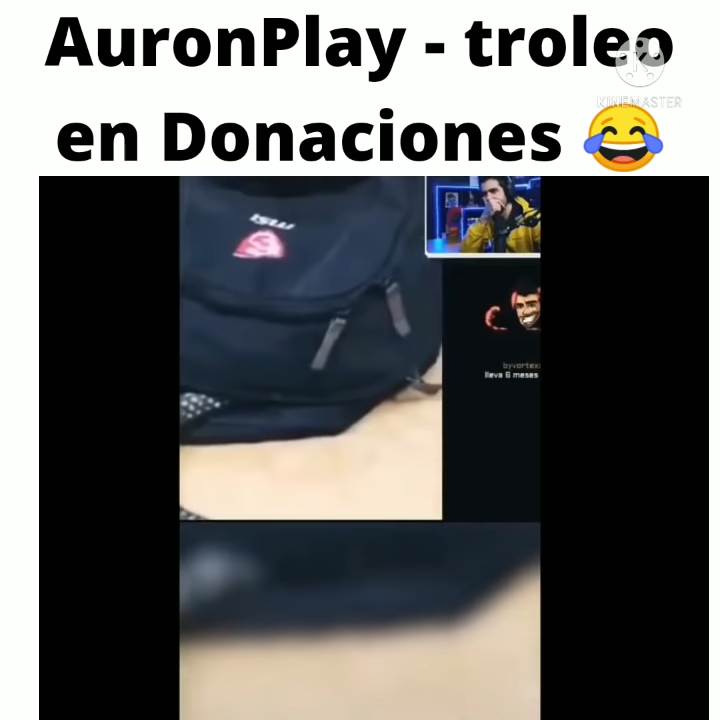 AuronPlay - troleo
KINEMASTER
en Donaciones 😂
msi
byvortex
lleva 6 meses